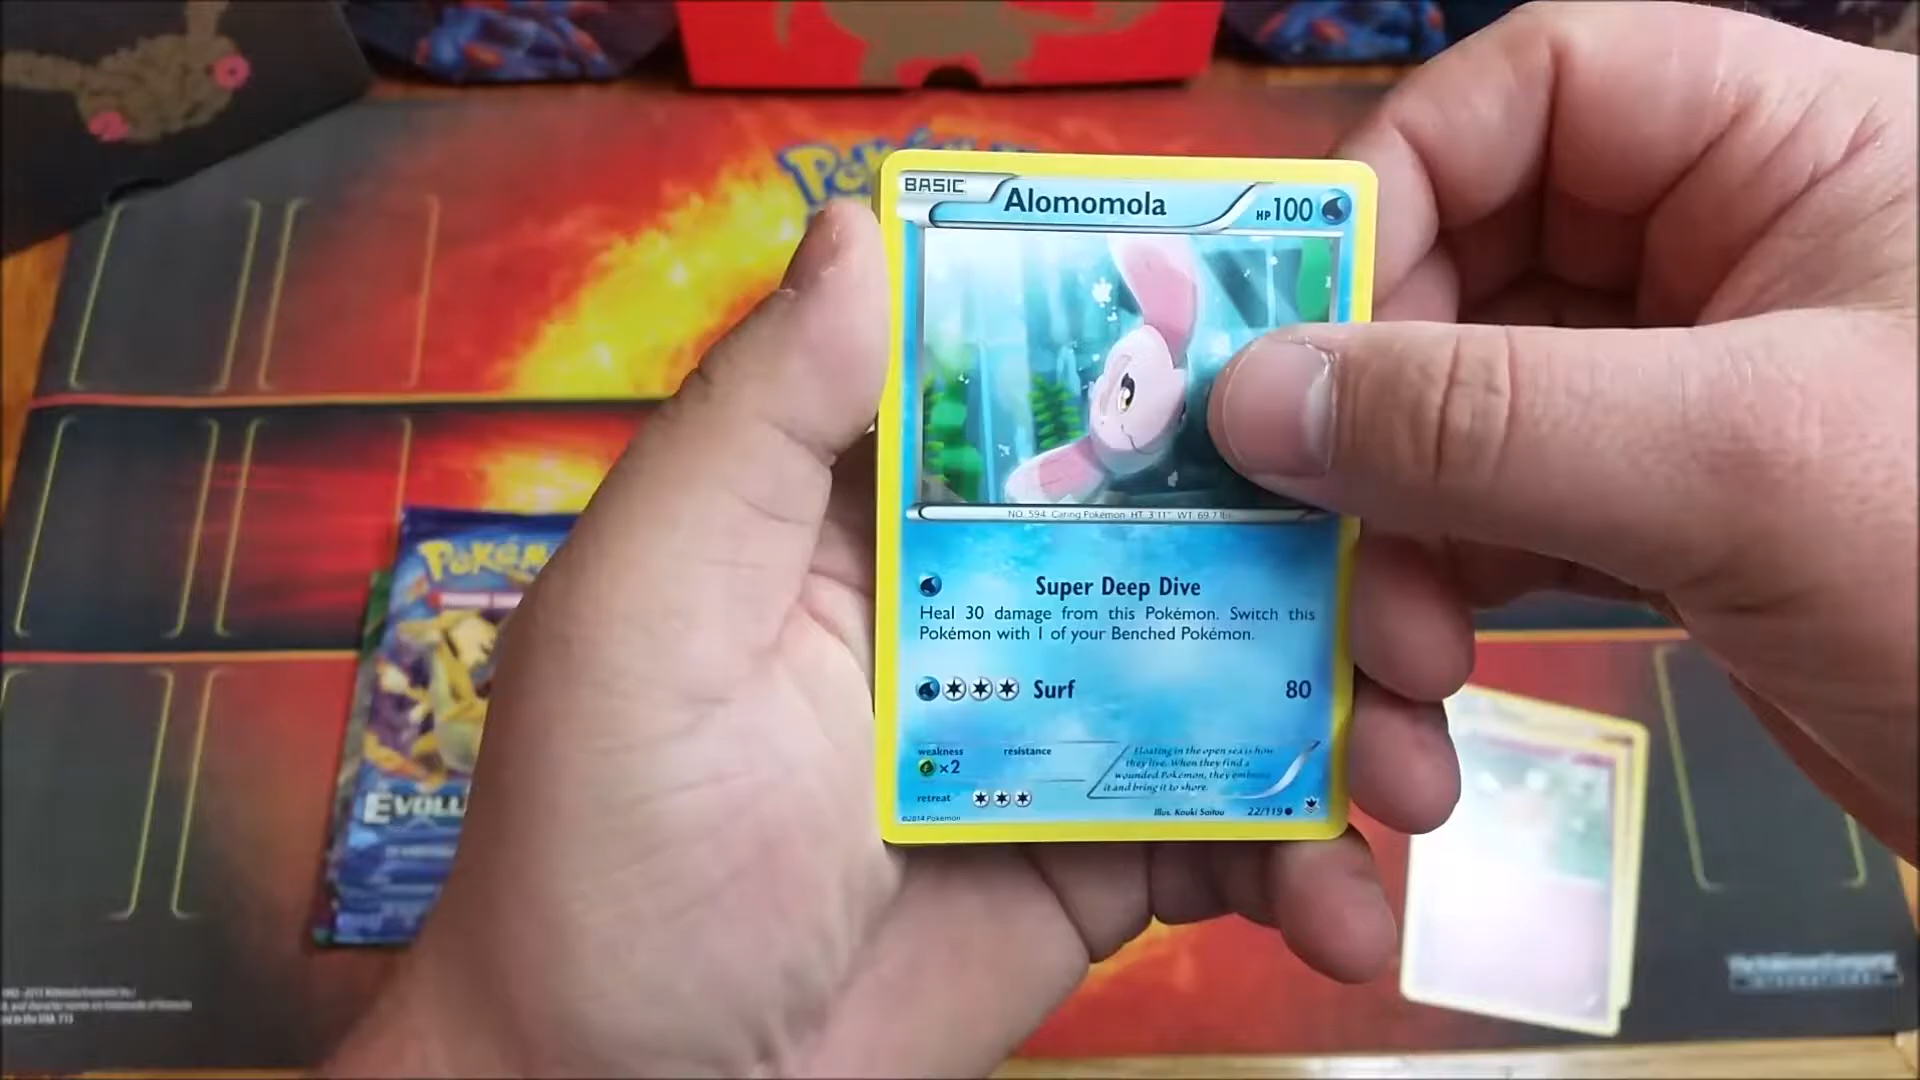 BASIC
Alomomola
HP 100
NO. 594 Caring Pokémon HT. 3'11" WT. 69.7 lbs.
Super Deep Dive
Heal 30 damage from this Pokémon. Switch this
Pokémon with 1 of your Benched Pokémon.
Surf 80
weakness resistance
×2
Floating in the open sea is how
they live. When they find a
wounded Pokémon, they embrace
it and bring it to shore.
retreat
©2014 Pokémon
Illus. Kouki Saitou 22/119